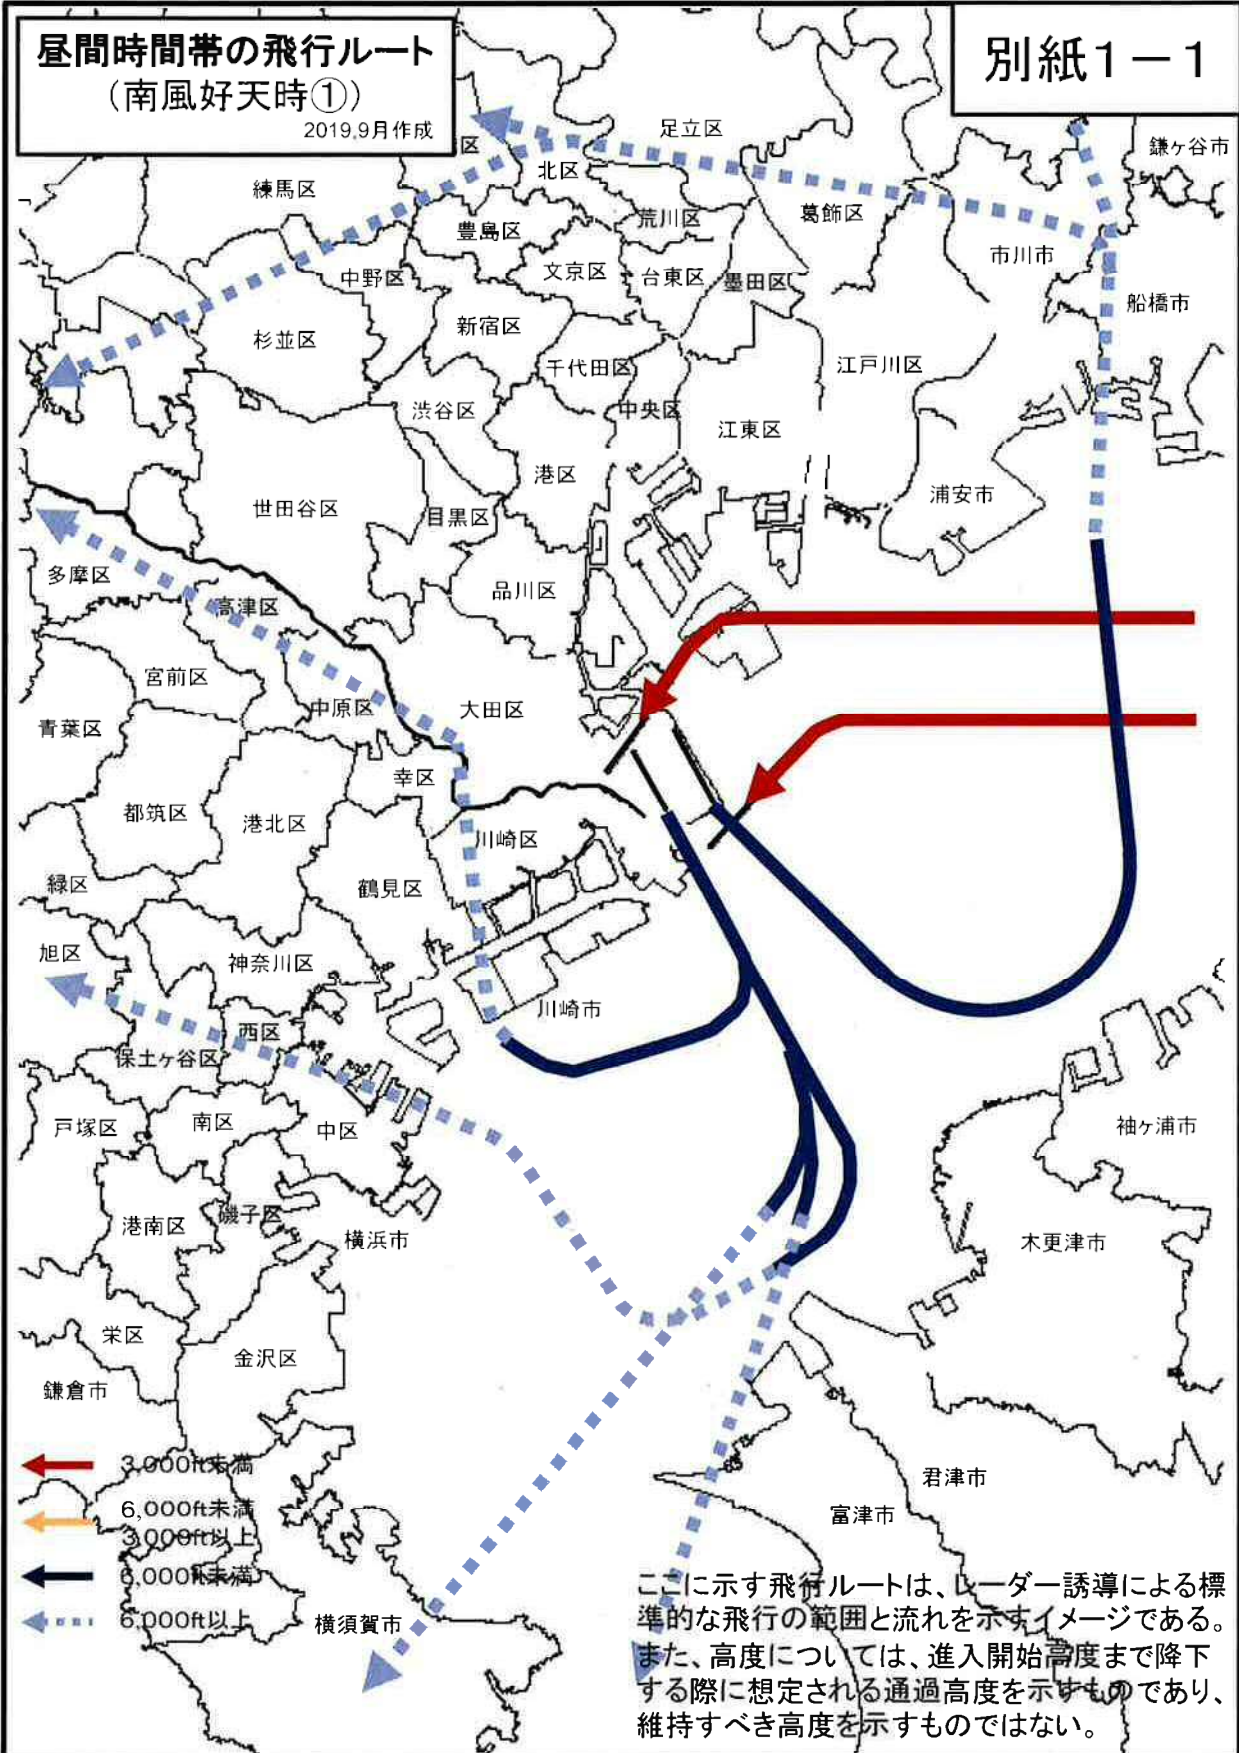 昼間時間帯の飛行ルート
(南風好天時①)
2019,9月作成
別紙1-1
区
足立区
鎌ヶ谷市
北区
練馬区
荒川区
葛飾区
豊島区
市川市
中野区
文京区
台東区
墨田区
船橋市
新宿区
杉並区
千代田区
江戸川区
渋谷区
中央区
江東区
港区
浦安市
世田谷区
目黒区
多摩区
高津区
品川区
宮前区
中原区
大田区
青葉区
幸区
都筑区
港北区
川崎区
緑区
鶴見区
旭区
神奈川区
川崎市
西区
保土ヶ谷区
戸塚区
南区
中区
袖ヶ浦市
港南区
磯子区
横浜市
木更津市
栄区
金沢区
鎌倉市
君津市
富津市
横須賀市
3,000ft未満
6,000ft未満
3,000ft以上
6,000ft未満
6,000ft以上
ここに示す飛行ルートは、レーダー誘導による標
準的な飛行の範囲と流れを示すイメージである。
また、高度については、進入開始高度まで降下
する際に想定される通過高度を示すものであり、
維持すべき高度を示すものではない。